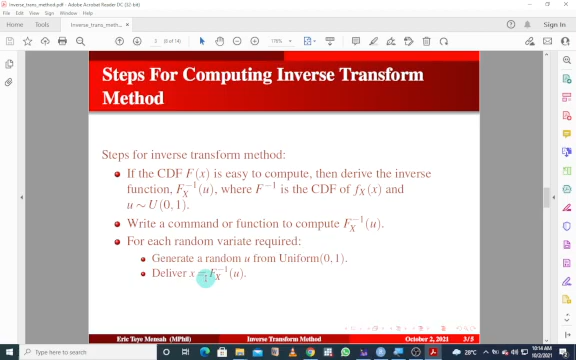 inverse_trans_method.pdf - Adobe Acrobat Reader DC (32-bit)
File Edit View Sign Window Help
Home Tools inverse_trans_meth... × Sign In
(6 of 14) 176%
Steps For Computing Inverse Transform
Method
Steps for inverse transform method:
If the CDF F(x) is easy to compute, then derive the inverse
function, F_X^{-1}(u), where F^{-1} is the CDF of f_X(x) and
u ∼ U(0, 1).
Write a command or function to compute F_X^{-1}(u).
For each random variate required:
Generate a random u from Uniform(0, 1).
Deliver x = F_X^{-1}(u).
Eric Teye Mensah (MPhil) Inverse Transform Method October 2, 2021 3 / 5
Type here to search
28°C
10:14 AM
10/2/2021